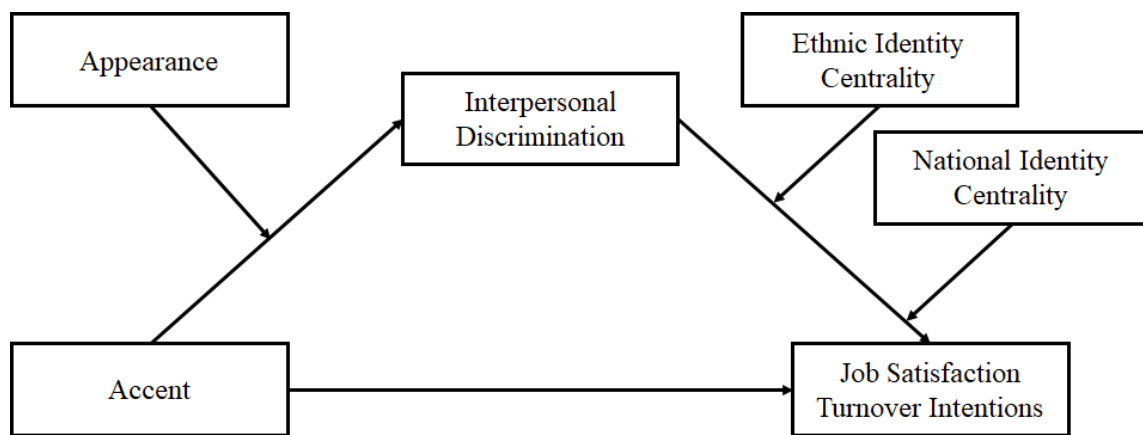 Appearance
Interpersonal
Discrimination
Ethnic Identity
Centrality
National Identity
Centrality
Accent
Job Satisfaction
Turnover Intentions